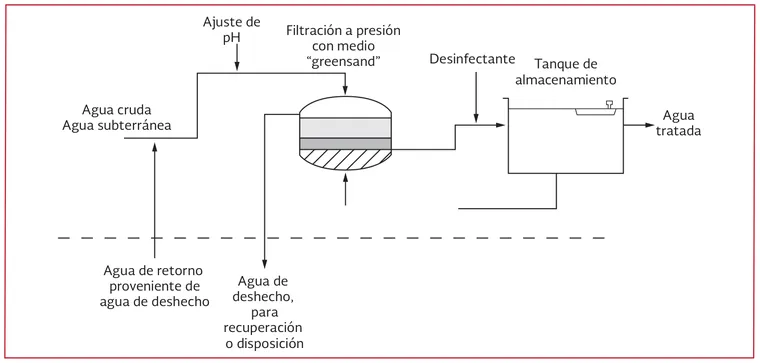 Ajuste de
pH
Filtración a presión
con medio
“greensand”
Desinfectante
Tanque de
almacenamiento
Agua cruda
Agua subterránea
Agua
tratada
Agua de retorno
proveniente de
agua de deshecho
Agua de
deshecho,
para
recuperación
o disposición